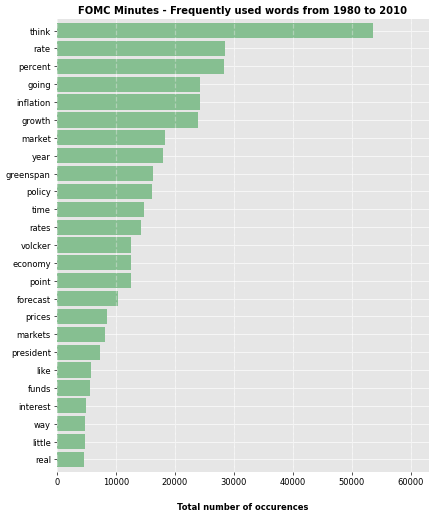 FOMC Minutes - Frequently used words from 1980 to 2010
think
rate
percent
going
inflation
growth
market
year
greenspan
policy
time
rates
volcker
economy
point
forecast
prices
markets
president
like
funds
interest
way
little
real
0 10000 20000 30000 40000 50000 60000
Total number of occurences